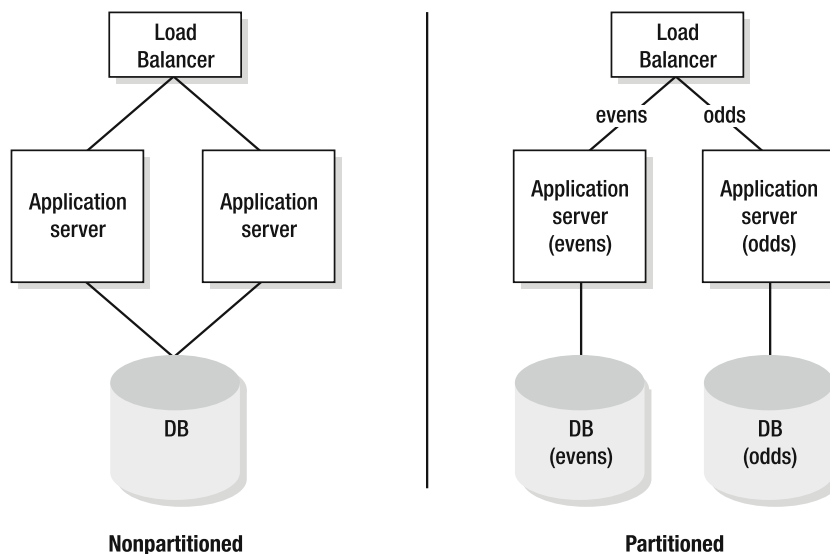 Load
Balancer
Application
server
Application
server
DB
Nonpartitioned
Load
Balancer
evens
odds
Application
server
(evens)
Application
server
(odds)
DB
(evens)
DB
(odds)
Partitioned